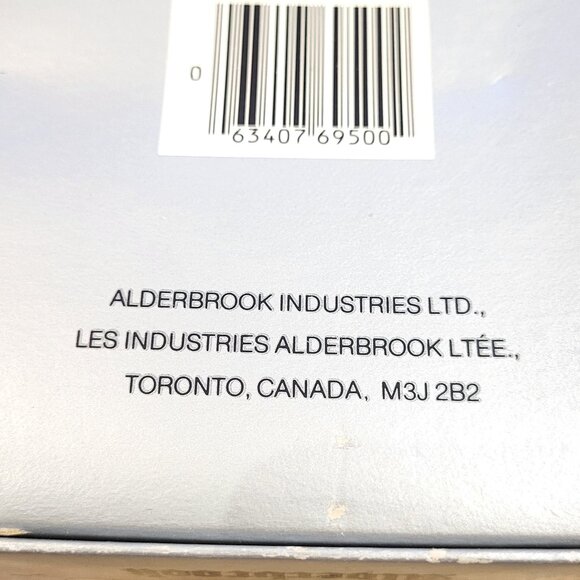 0 63407 69500
ALDERBROOK INDUSTRIES LTD.,
LES INDUSTRIES ALDERBROOK LTÉE.,
TORONTO, CANADA, M3J 2B2